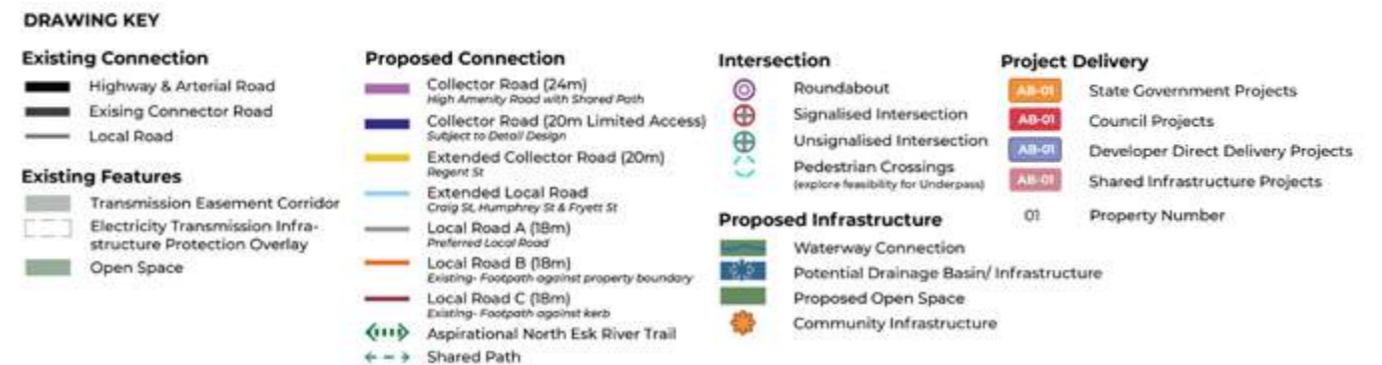 DRAWING KEY
Existing Connection
Highway & Arterial Road
Exising Connector Road
Local Road
Existing Features
Transmission Easement Corridor
Electricity Transmission Infra-
structure Protection Overlay
Open Space
Proposed Connection
Collector Road (24m)
High Amenity Road with Shared Path
Collector Road (20m Limited Access)
Subject to Detail Design
Extended Collector Road (20m)
Regent St
Extended Local Road
Craig St, Humphrey St & Fryett St
Local Road A (18m)
Preferred Local Road
Local Road B (18m)
Existing- Footpath against property boundary
Local Road C (18m)
Existing- Footpath against kerb
Aspirational North Esk River Trail
Shared Path
Intersection
Roundabout
Signalised Intersection
Unsignalised Intersection
Pedestrian Crossings
(explore feasibility for Underpass)
Proposed Infrastructure
Waterway Connection
Potential Drainage Basin/ Infrastructure
Proposed Open Space
Community Infrastructure
Project Delivery
AB-01 State Government Projects
AB-01 Council Projects
AB-01 Developer Direct Delivery Projects
AB-01 Shared Infrastructure Projects
01 Property Number